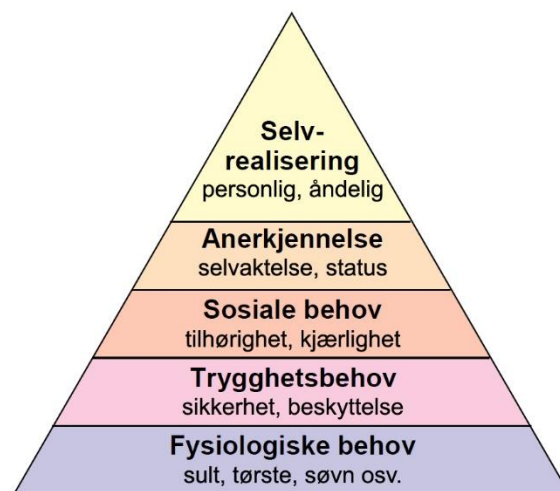 Selv-
realisering
personlig, åndelig
Anerkjennelse
selvaktelse, status
Sosiale behov
tilhørighet, kjærlighet
Trygghetsbehov
sikkerhet, beskyttelse
Fysiologiske behov
sult, tørste, søvn osv.